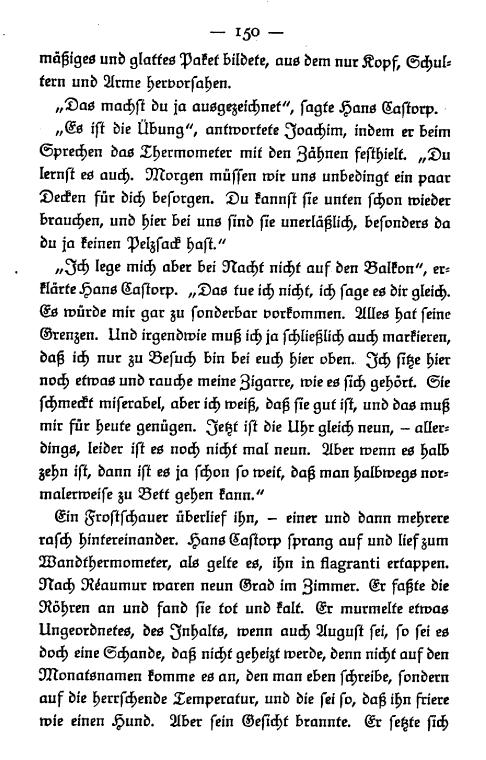 — 150 —
mäßiges und glattes Paket bildete, aus dem nur Kopf, Schul-
tern und Arme hervorsahen.
„Das machst du ja ausgezeichnet“, sagte Hans Castorp.
„Es ist die Übung“, antwortete Joachim, indem er beim
Sprechen das Thermometer mit den Zähnen festhielt. „Du
lernst es auch. Morgen müssen wir uns unbedingt ein paar
Decken für dich besorgen. Du kannst sie unten schon wieder
brauchen, und hier bei uns sind sie unerläßlich, besonders da
du ja keinen Pelzsack hast.“
„Ich lege mich aber bei Nacht nicht auf den Balkon“, er-
klärte Hans Castorp. „Das tue ich nicht, ich sage es dir gleich.
Es würde mir gar zu sonderbar vorkommen. Alles hat seine
Grenzen. Und irgendwie muß ich ja schließlich auch markieren,
daß ich nur zu Besuch bin bei euch hier oben. Ich sitze hier
noch etwas und rauche meine Zigarre, wie es sich gehört. Sie
schmeckt miserabel, aber ich weiß, daß sie gut ist, und das muß
mir für heute genügen. Jetzt ist die Uhr gleich neun, – aller-
dings, leider ist es noch nicht mal neun. Aber wenn es halb
zehn ist, dann ist es ja schon so weit, daß man halbwegs nor-
malerweise zu Bett gehen kann.“
Ein Frostschauer überlief ihn, – einer und dann mehrere
rasch hintereinander. Hans Castorp sprang auf und lief zum
Wandthermometer, als gelte es, ihn in flagranti ertappen.
Nach Réaumur waren neun Grad im Zimmer. Er faßte die
Röhren an und fand sie tot und kalt. Er murmelte etwas
Ungeordnetes, des Inhalts, wenn auch August sei, so sei es
doch eine Schande, daß nicht geheizt werde, denn nicht auf den
Monatsnamen komme es an, den man eben schreibe, sondern
auf die herrschende Temperatur, und die sei so, daß ihn friere
wie einen Hund. Aber sein Gesicht brannte. Er setzte sich